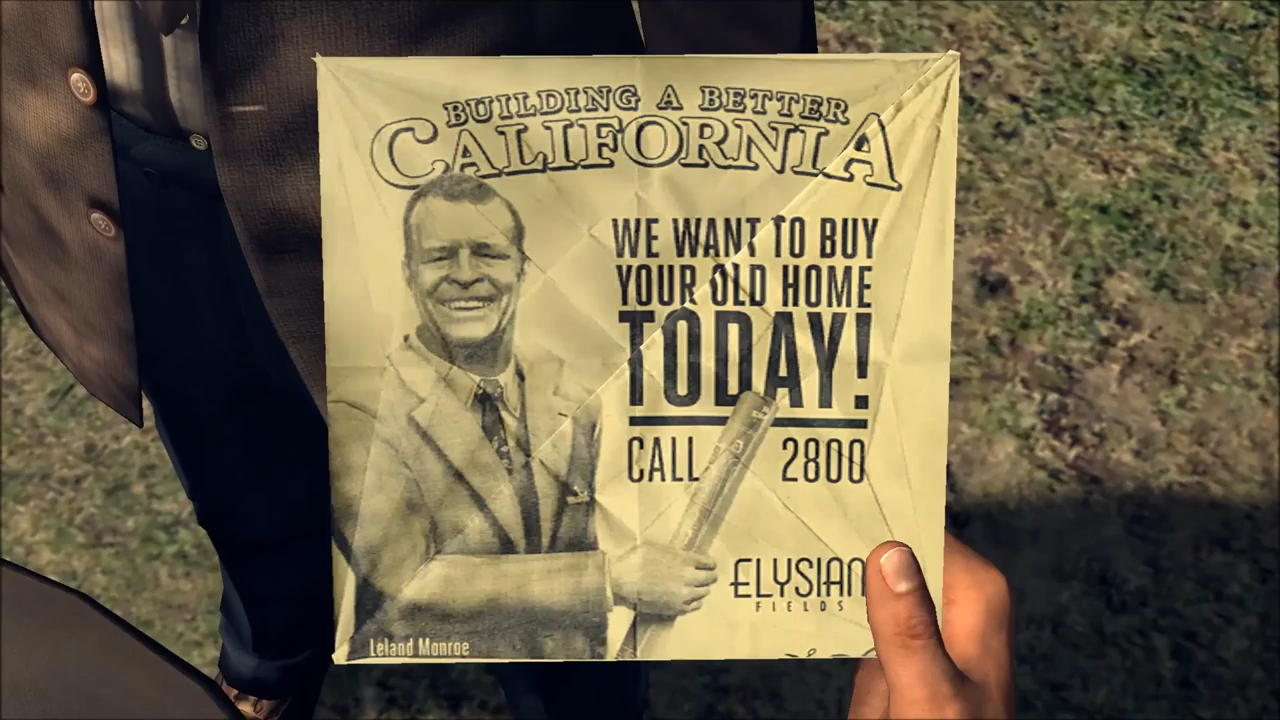 BUILDING A BETTER
CALIFORNIA
WE WANT TO BUY
YOUR OLD HOME
TODAY!
CALL 2800
ELYSIAN
FIELDS
Leland Monroe